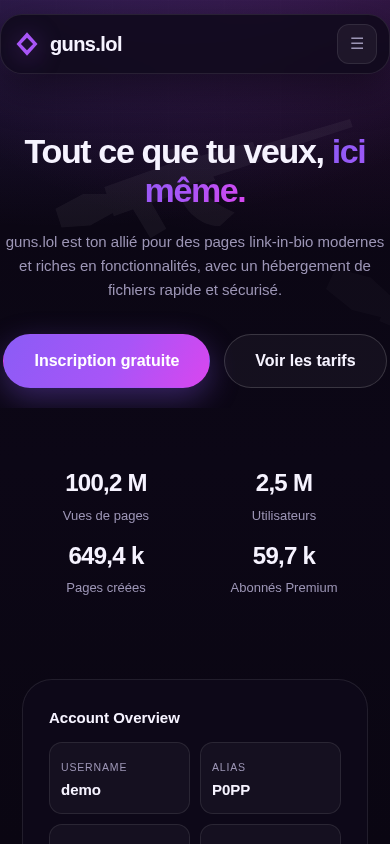 guns.lol
Tout ce que tu veux, ici
même.
guns.lol est ton allié pour des pages link-in-bio modernes
et riches en fonctionnalités, avec un hébergement de
fichiers rapide et sécurisé.
Inscription gratuite
Voir les tarifs
100,2 M
2,5 M
Vues de pages
Utilisateurs
649,4 k
59,7 k
Pages créées
Abonnés Premium
Account Overview
USERNAME
ALIAS
demo
P0PP